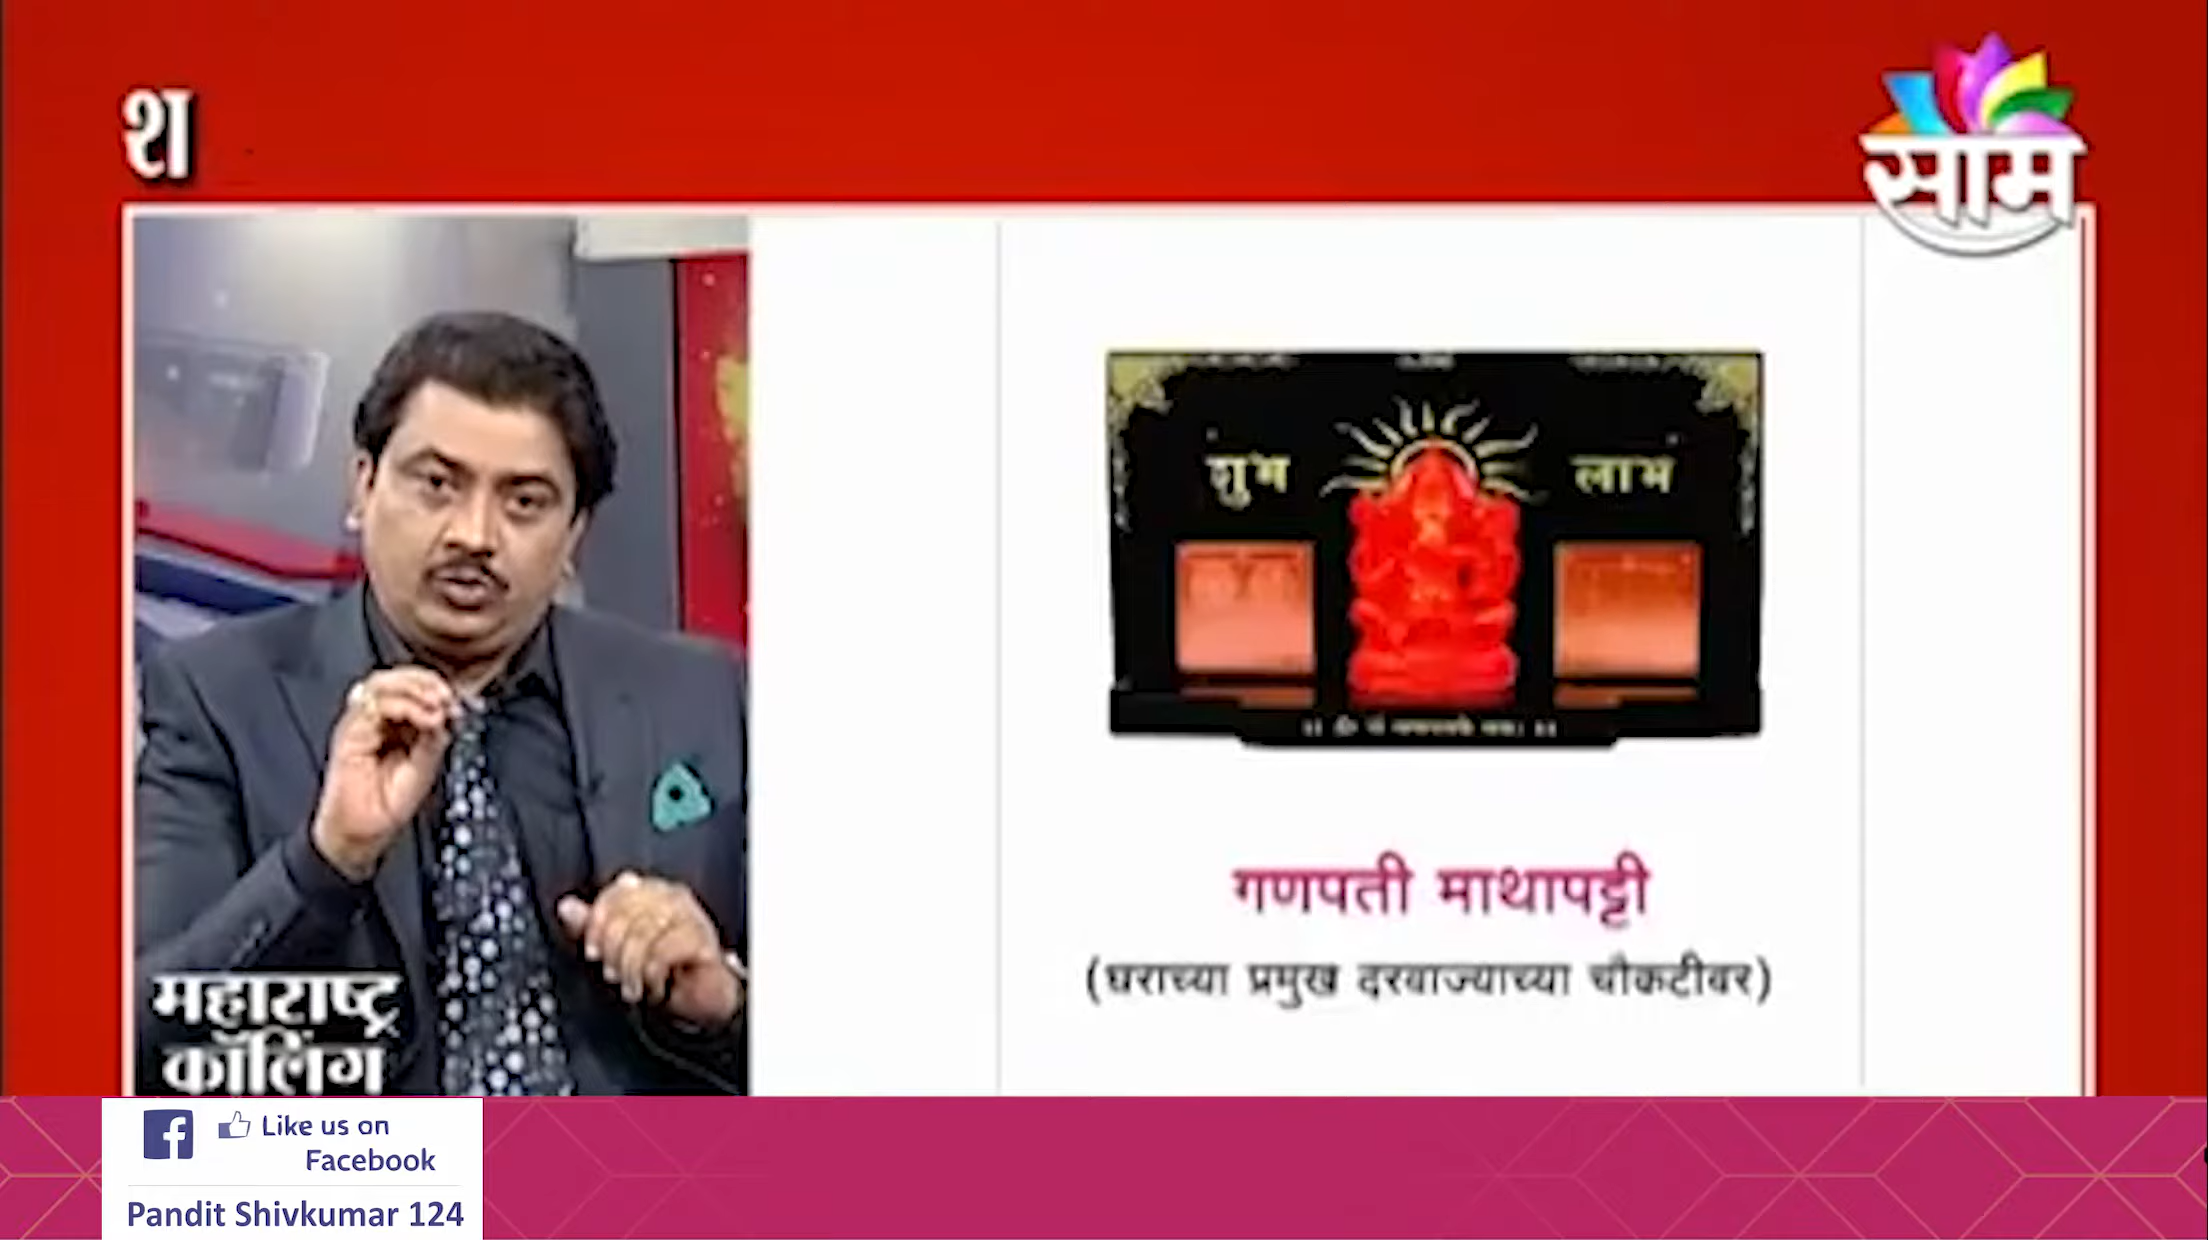 श
साम
शुभ
लाभ
गणपती माथापट्टी
(घराच्या प्रमुख दरवाज्याच्या चौकटीवर)
महाराष्ट्र
कॉलिंग
Like us on
Facebook
Pandit Shivkumar 124